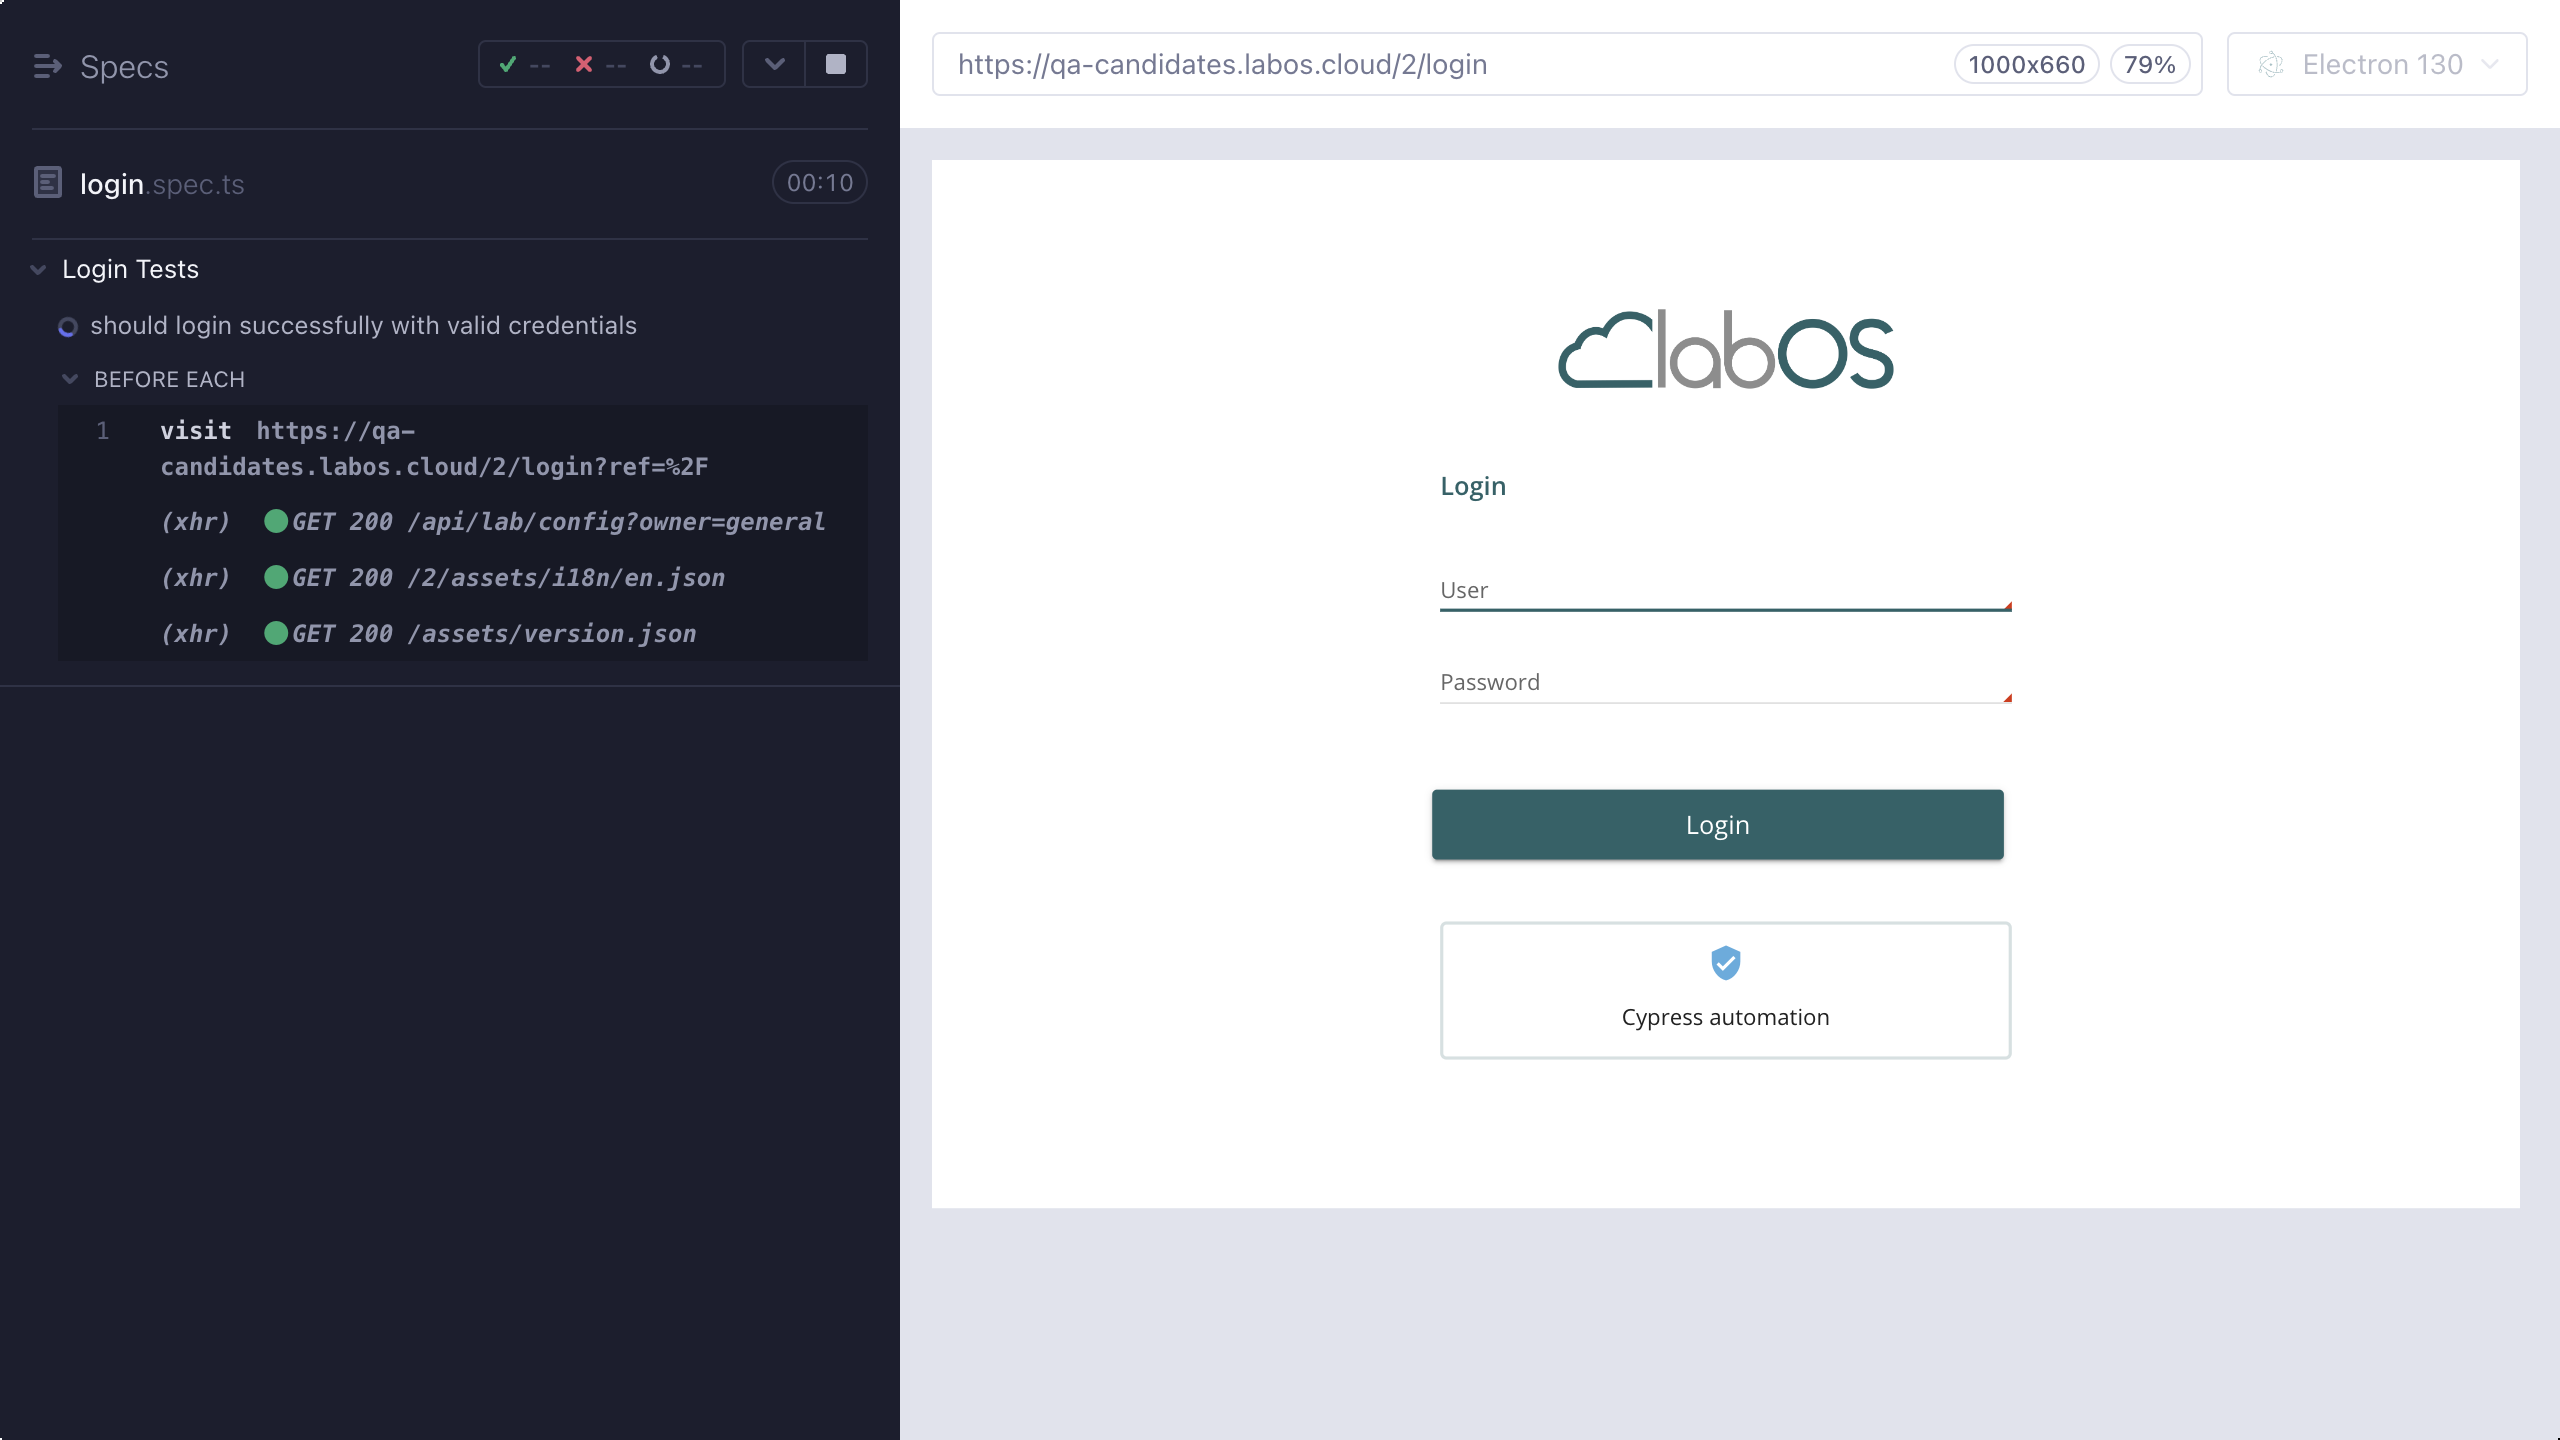 Specs
-- -- --
login.spec.ts
00:10
Login Tests
should login successfully with valid credentials
BEFORE EACH
1 visit https://qa-
candidates.labos.cloud/2/login?ref=%2F
(xhr) GET 200 /api/lab/config?owner=general
(xhr) GET 200 /2/assets/i18n/en.json
(xhr) GET 200 /assets/version.json
https://qa-candidates.labos.cloud/2/login
1000x660
79%
Electron 130
labOS
Login
User
Password
Login
Cypress automation